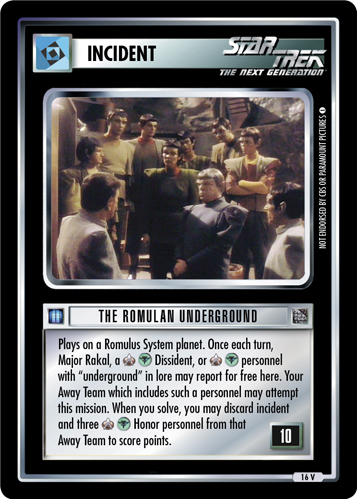 INCIDENT
STAR TREK
THE NEXT GENERATION
NOT ENDORSED BY CBS OR PARAMOUNT PICTURES
THE ROMULAN UNDERGROUND
Plays on a Romulus System planet. Once each turn,
Major Rakal, a Dissident, or personnel
with “underground” in lore may report for free here. Your
Away Team which includes such a personnel may attempt
this mission. When you solve, you may discard incident
and three Honor personnel from that
Away Team to score points.
10
16 V